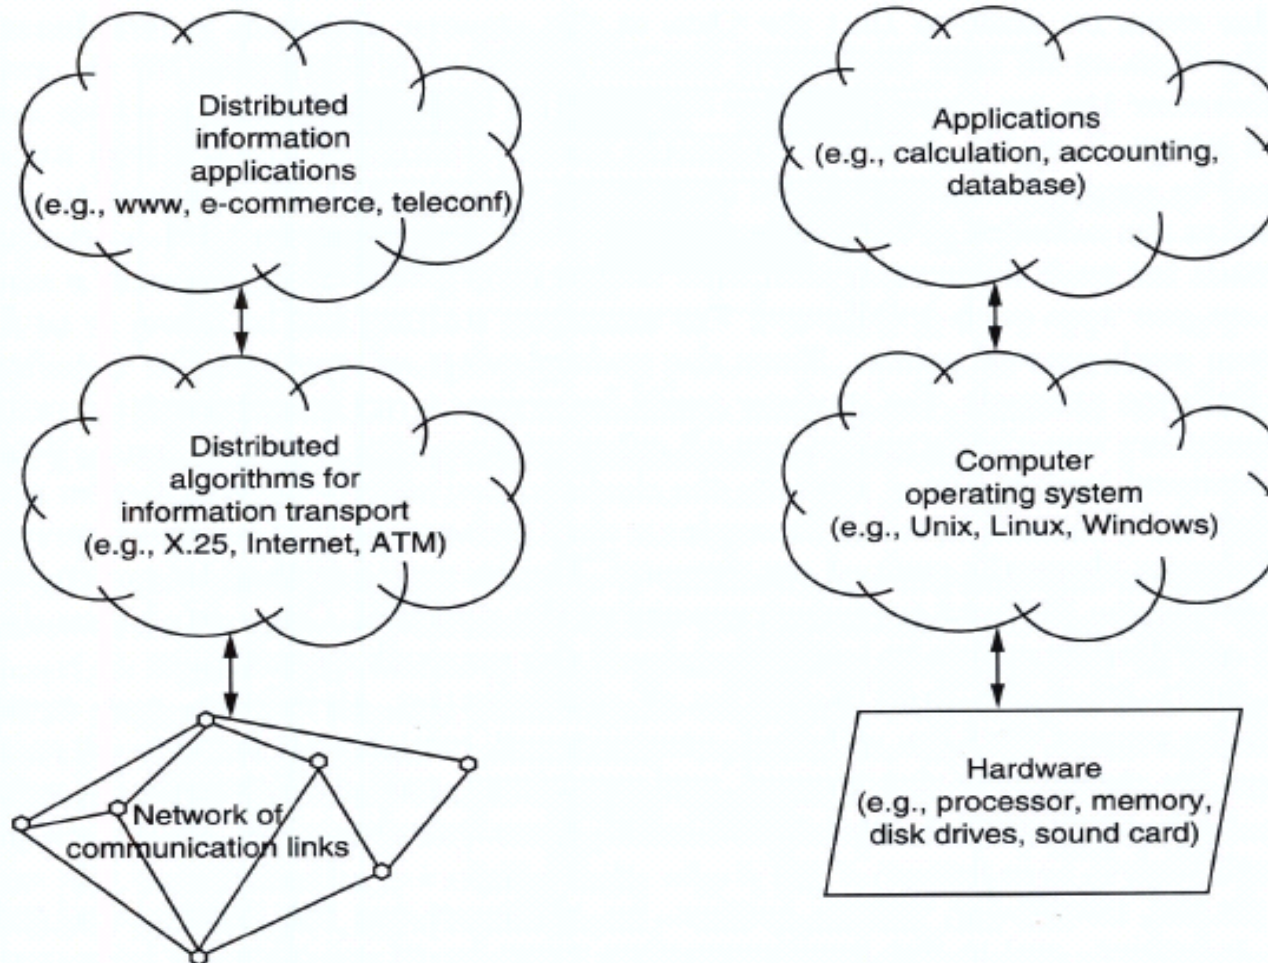 Distributed
information
applications
(e.g., www, e-commerce, teleconf)
Distributed
algorithms for
information transport
(e.g., X.25, Internet, ATM)
Network of
communication links
Applications
(e.g., calculation, accounting,
database)
Computer
operating system
(e.g., Unix, Linux, Windows)
Hardware
(e.g., processor, memory,
disk drives, sound card)